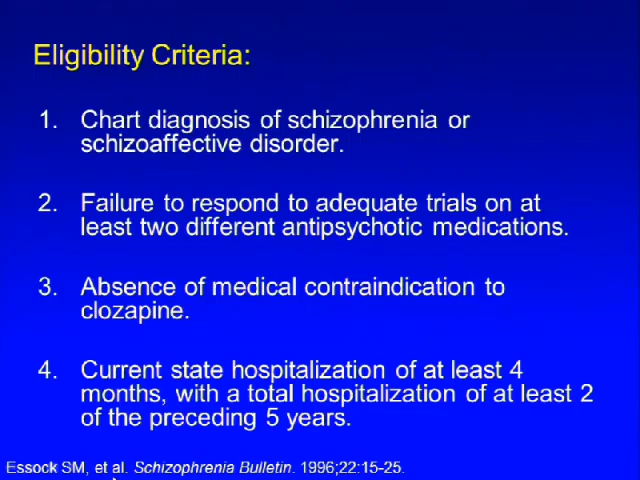 Eligibility Criteria:
1. Chart diagnosis of schizophrenia or
schizoaffective disorder.
2. Failure to respond to adequate trials on at
least two different antipsychotic medications.
3. Absence of medical contraindication to
clozapine.
4. Current state hospitalization of at least 4
months, with a total hospitalization of at least 2
of the preceding 5 years.
Essock SM, et al. Schizophrenia Bulletin. 1996;22:15-25.